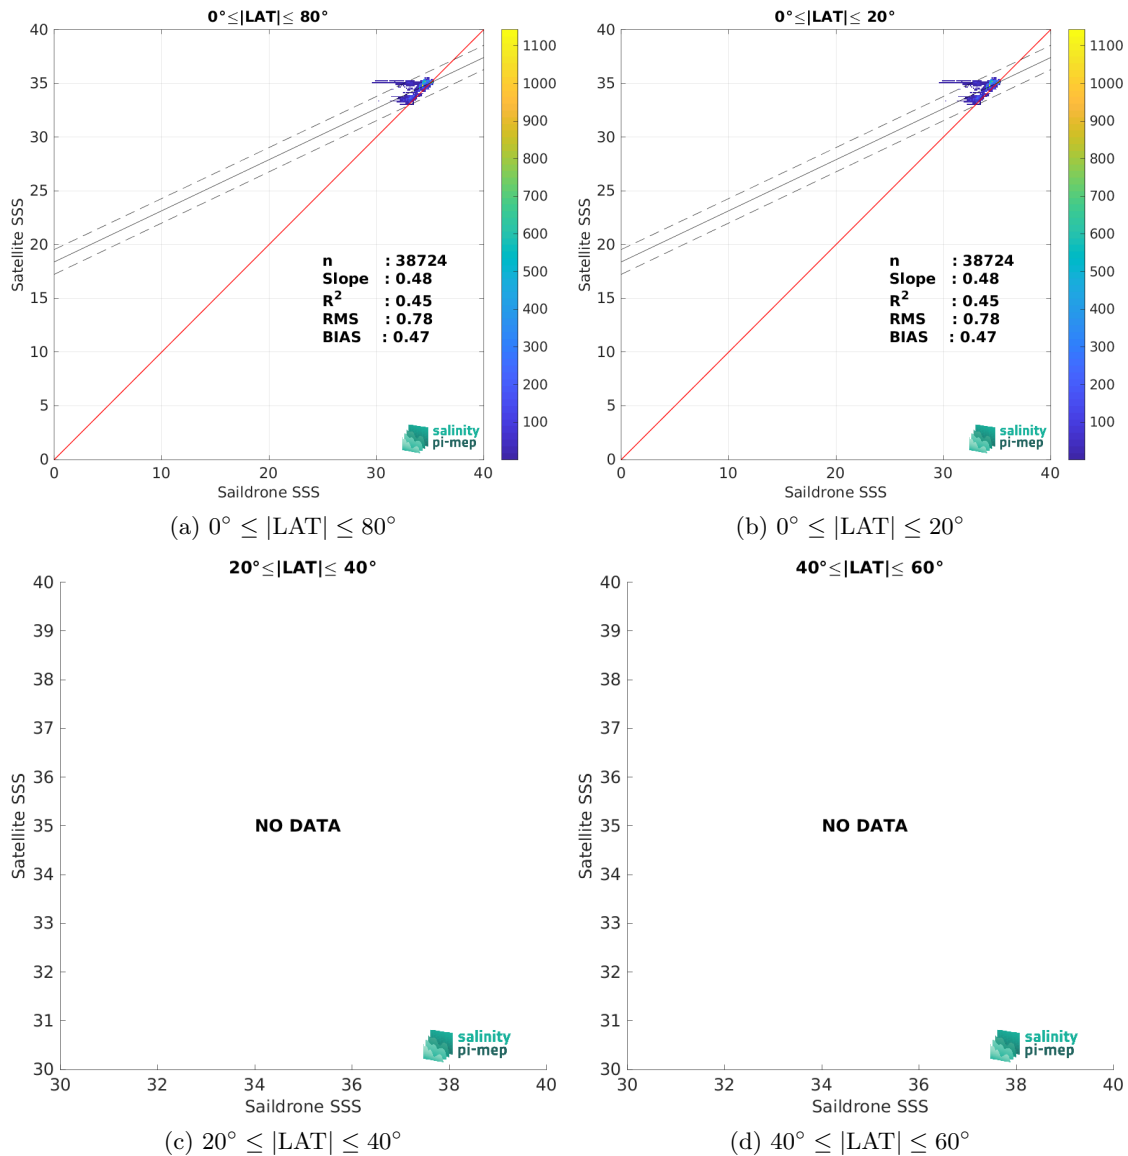 0°≤|LAT|≤ 80°
40
35
30
25
20
15
10
5
0
Satellite SSS
n : 38724
Slope : 0.48
R² : 0.45
RMS : 0.78
BIAS : 0.47
salinity
pi-mep
0 10 20 30 40
Saildrone SSS
1100
1000
900
800
700
600
500
400
300
200
100
(a) 0° ≤ |LAT| ≤ 80°
0°≤|LAT|≤ 20°
40
35
30
25
20
15
10
5
0
Satellite SSS
n : 38724
Slope : 0.48
R² : 0.45
RMS : 0.78
BIAS : 0.47
salinity
pi-mep
0 10 20 30 40
Saildrone SSS
1100
1000
900
800
700
600
500
400
300
200
100
(b) 0° ≤ |LAT| ≤ 20°
20°≤|LAT|≤ 40°
40
39
38
37
36
35
34
33
32
31
30
Satellite SSS
NO DATA
salinity
pi-mep
30 32 34 36 38 40
Saildrone SSS
(c) 20° ≤ |LAT| ≤ 40°
40°≤|LAT|≤ 60°
40
39
38
37
36
35
34
33
32
31
30
Satellite SSS
NO DATA
salinity
pi-mep
30 32 34 36 38 40
Saildrone SSS
(d) 40° ≤ |LAT| ≤ 60°